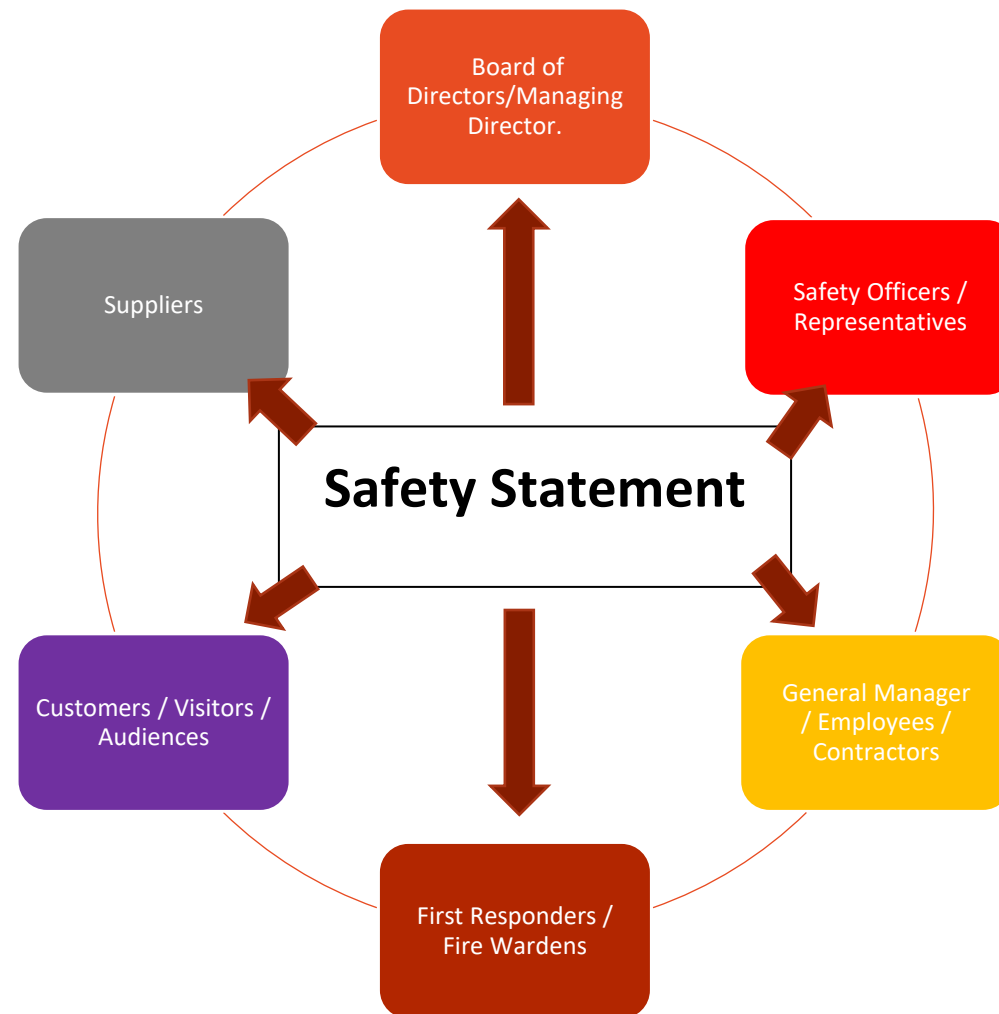 Board of
Directors/Managing
Director.
Suppliers
Safety Officers /
Representatives
Safety Statement
Customers / Visitors /
Audiences
General Manager
/ Employees /
Contractors
First Responders /
Fire Wardens